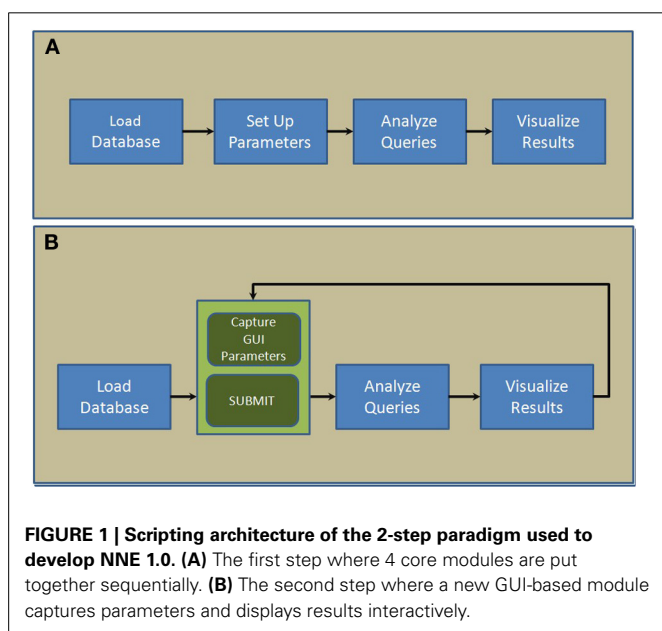 A
Load
Database
Set Up
Parameters
Analyze
Queries
Visualize
Results
B
Load
Database
Capture
GUI
Parameters
SUBMIT
Analyze
Queries
Visualize
Results
FIGURE 1 | Scripting architecture of the 2-step paradigm used to
develop NNE 1.0. (A) The first step where 4 core modules are put
together sequentially. (B) The second step where a new GUI-based module
captures parameters and displays results interactively.